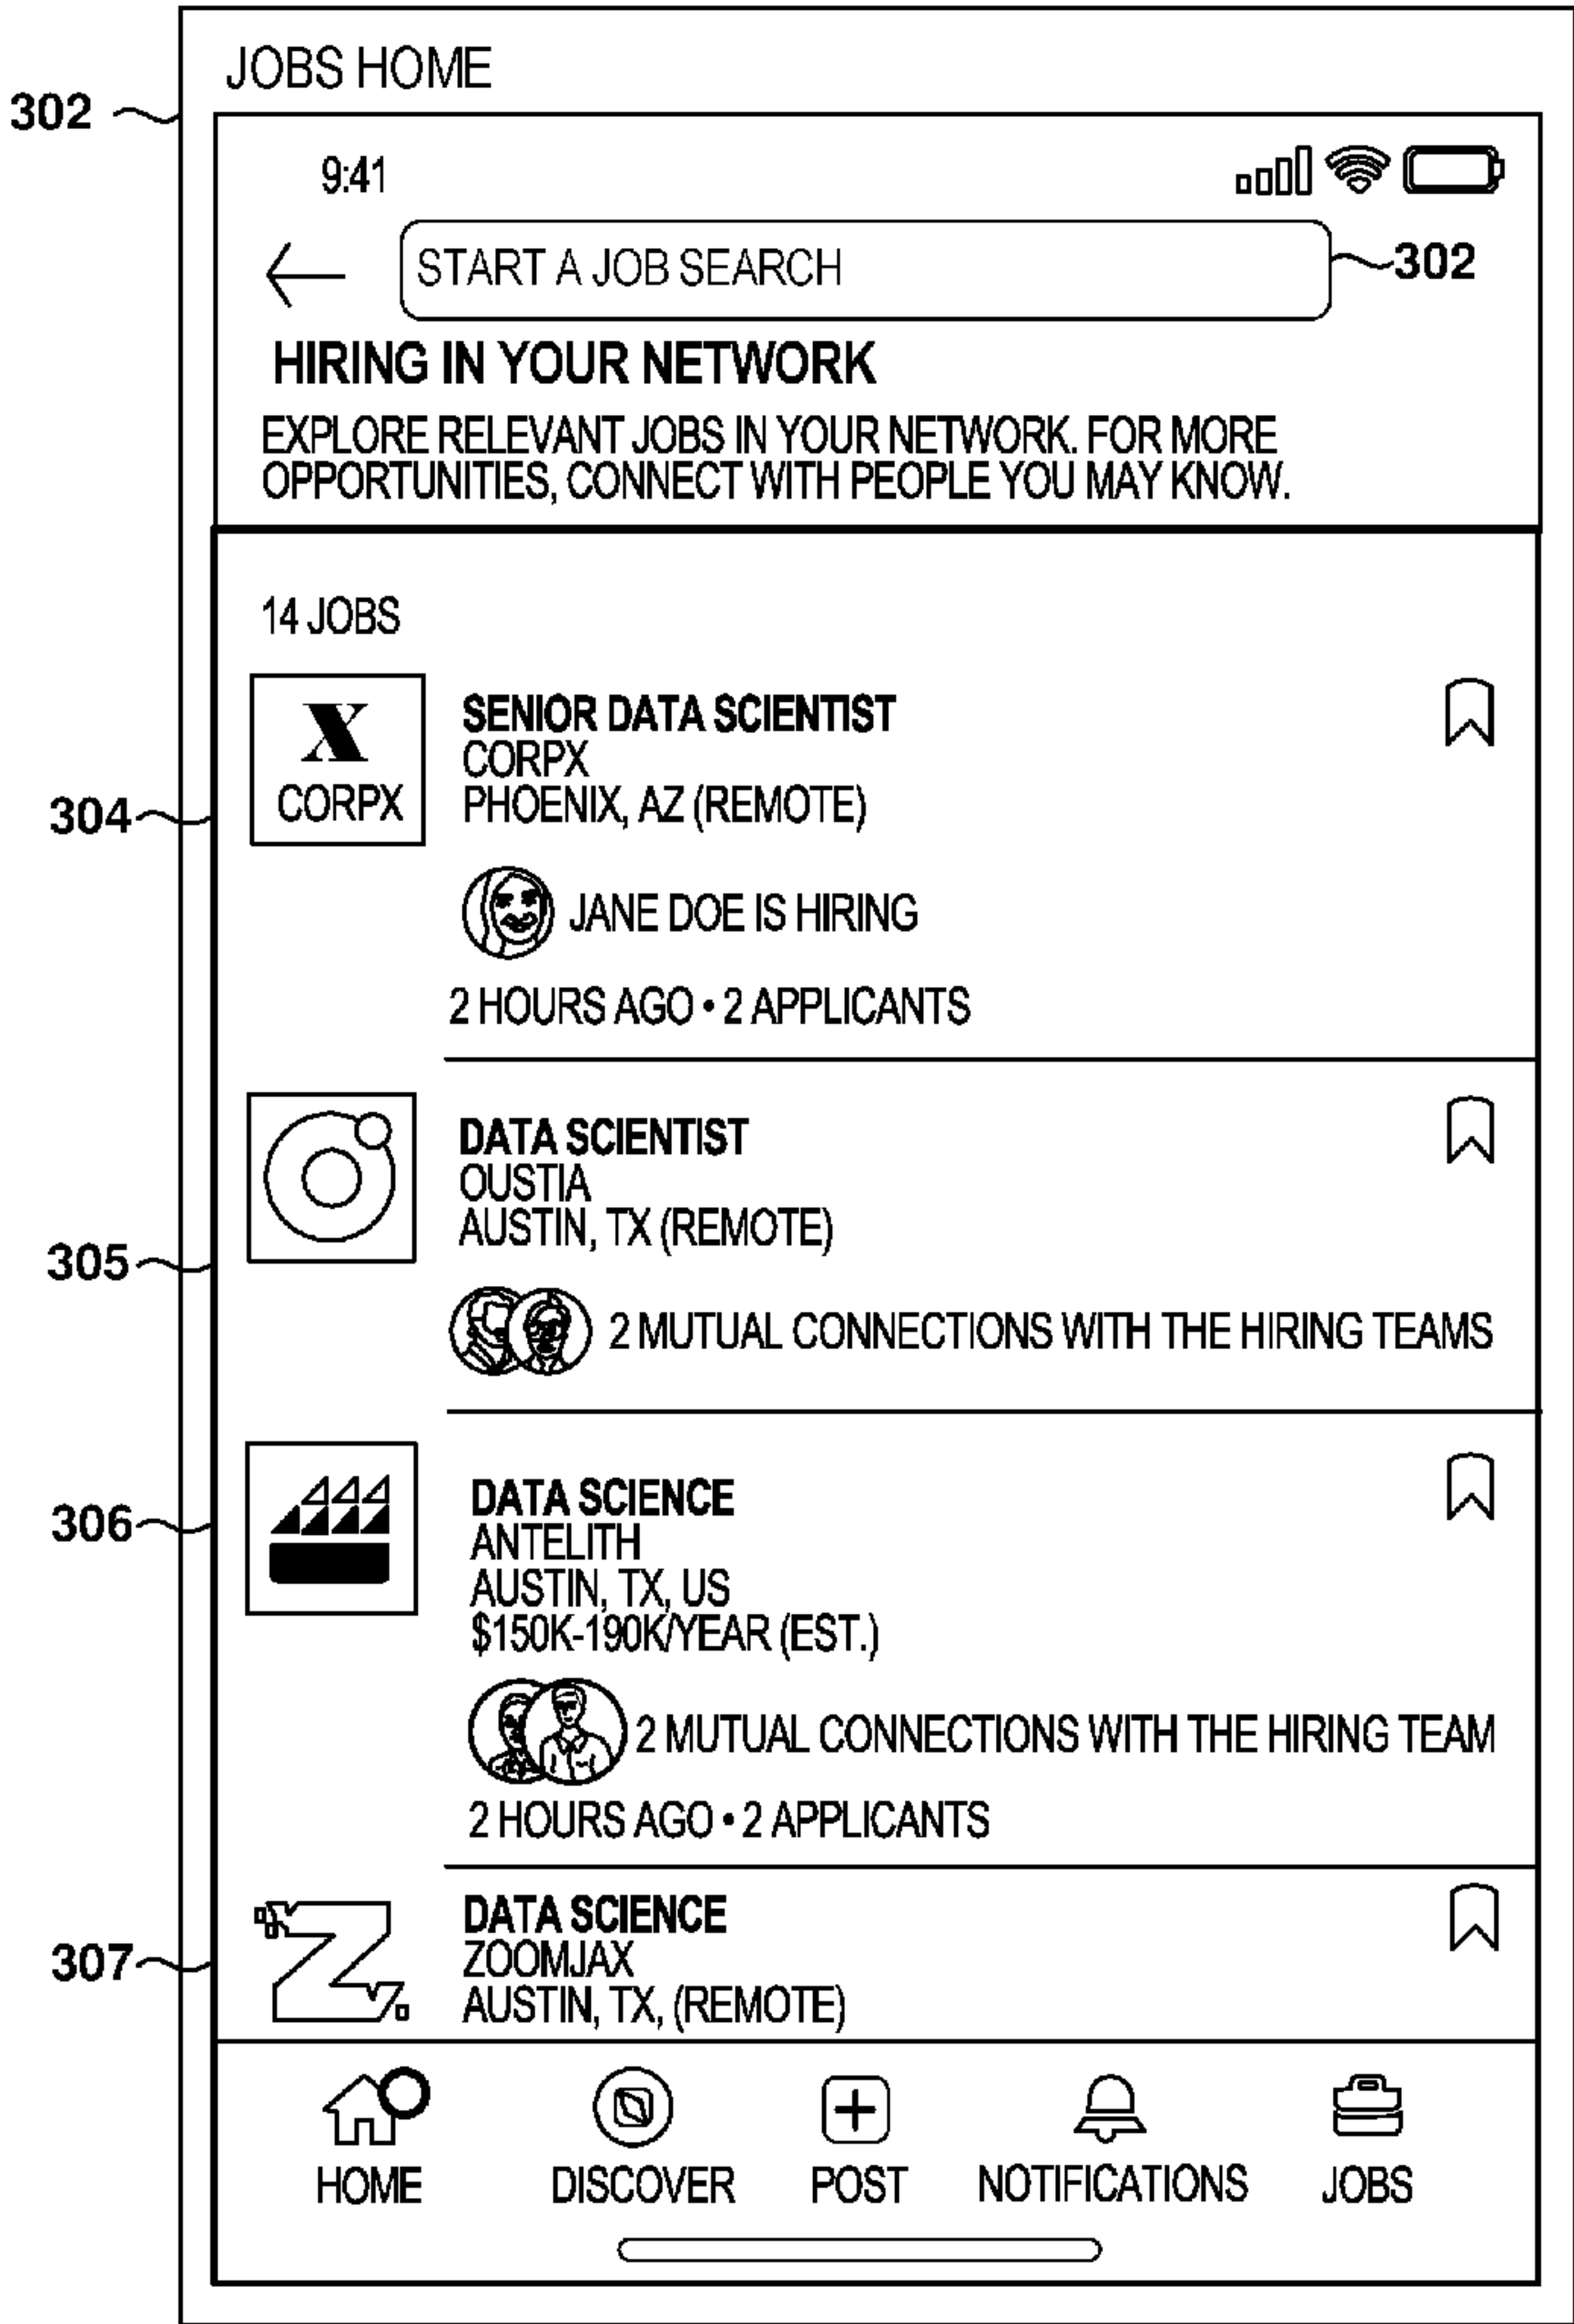 JOBS HOME
302
9:41
START A JOB SEARCH
302
HIRING IN YOUR NETWORK
EXPLORE RELEVANT JOBS IN YOUR NETWORK. FOR MORE
OPPORTUNITIES, CONNECT WITH PEOPLE YOU MAY KNOW.
14 JOBS
X
CORPX
SENIOR DATA SCIENTIST
CORPX
PHOENIX, AZ (REMOTE)
304
JANE DOE IS HIRING
2 HOURS AGO • 2 APPLICANTS
DATA SCIENTIST
OUSTIA
AUSTIN, TX (REMOTE)
305
2 MUTUAL CONNECTIONS WITH THE HIRING TEAMS
DATA SCIENCE
306
ANTELITH
AUSTIN, TX, US
$150K-190K/YEAR (EST.)
2 MUTUAL CONNECTIONS WITH THE HIRING TEAM
2 HOURS AGO • 2 APPLICANTS
Z
DATA SCIENCE
307
ZOOMJAX
AUSTIN, TX, (REMOTE)
HOME DISCOVER POST NOTIFICATIONS JOBS